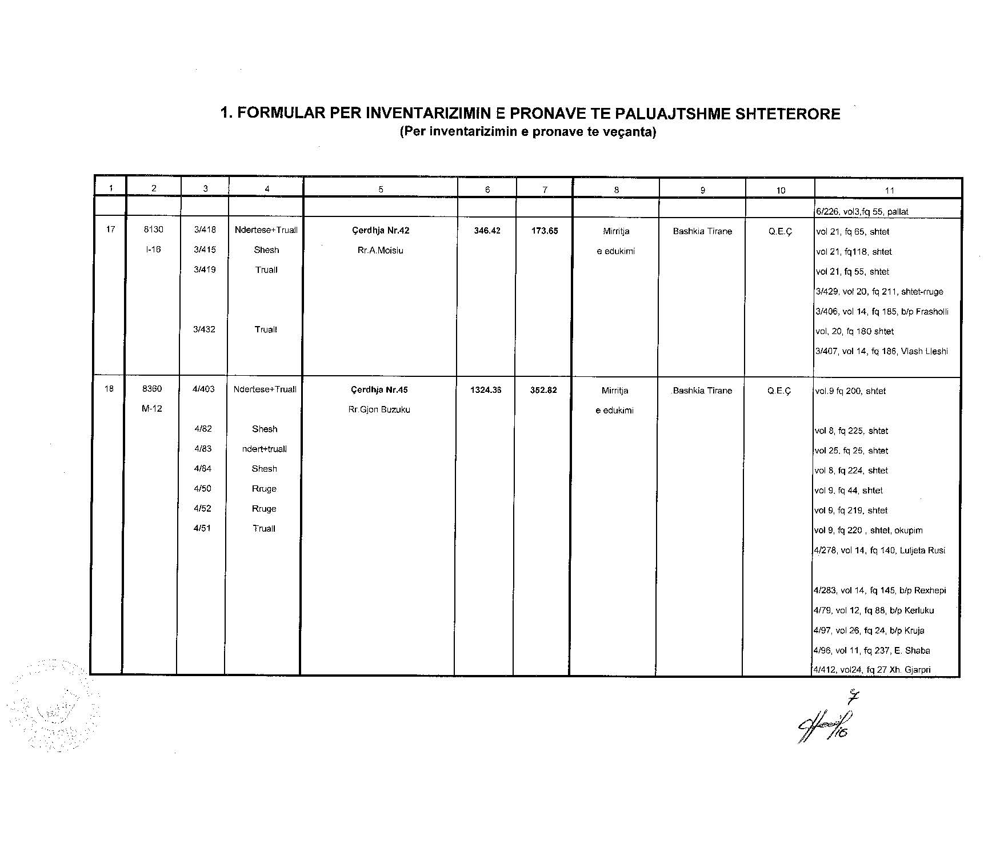 1. FORMULAR PER INVENTARIZIMIN E PRONAVE TE PALUAJTSHME SHTETERORE
(Per inventarizimin e pronave te veçanta)
1 2 3 4 5 6 7 8 9 10 11
6/226, vol3,fq 55, pallat
17 8130 3/418 Ndertese+Truall Çerdhja Nr.42 346.42 173.65 Mirritja Bashkia Tirane Q.E.Ç vol 21, fq 65, shtet
I-16 3/415 Shesh Rr.A.Moisiu e edukimi vol 21, fq118, shtet
3/419 Truall vol 21, fq 55, shtet
3/429, vol 20, fq 211, shtet-rruge
3/406, vol 14, fq 185, b/p Frasholli
3/432 Truall vol, 20, fq 180 shtet
3/407, vol 14, fq 186, Vlash Lleshi
18 8360 4/403 Ndertese+Truall Çerdhja Nr.45 1324.36 352.82 Mirritja Bashkia Tirane Q.E.Ç vol.9 fq 200, shtet
M-12 Rr.Gjon Buzuku e edukimi
4/82 Shesh vol 8, fq 225, shtet
4/83 ndert+truall vol 25, fq 25, shtet
4/84 Shesh vol 8, fq 224, shtet
4/50 Rruge vol 9, fq 44, shtet
4/52 Rruge vol 9, fq 219, shtet
4/51 Truall vol 9, fq 220 , shtet, okupim
4/278, vol 14, fq 140, Luljeta Rusi
4/283, vol 14, fq 145, b/p Rexhepi
4/79, vol 12, fq 88, b/p Kerluku
4/97, vol 26, fq 24, b/p Kruja
4/96, vol 11, fq 237, E. Shaba
4/412, vol24, fq 27 Xh. Gjarpri
7